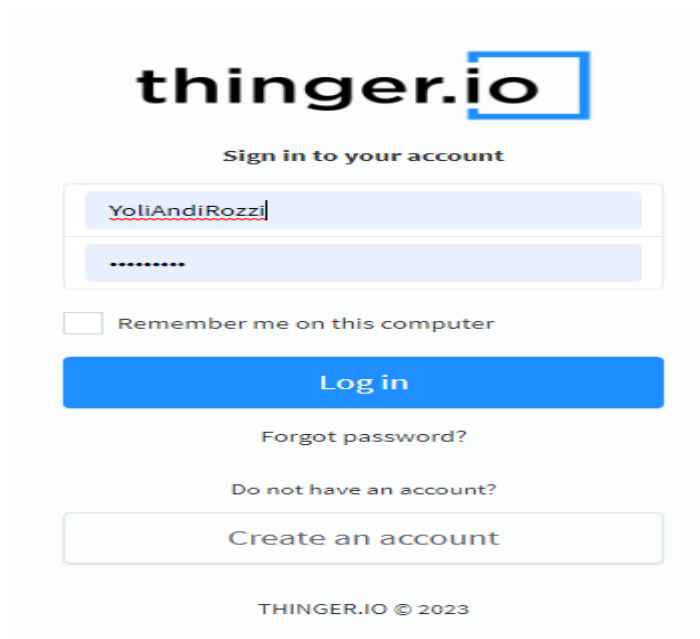 thinger.io
Sign in to your account
YoliAndiRozzi
•••••••••
Remember me on this computer
Log in
Forgot password?
Do not have an account?
Create an account
THINGER.IO © 2023